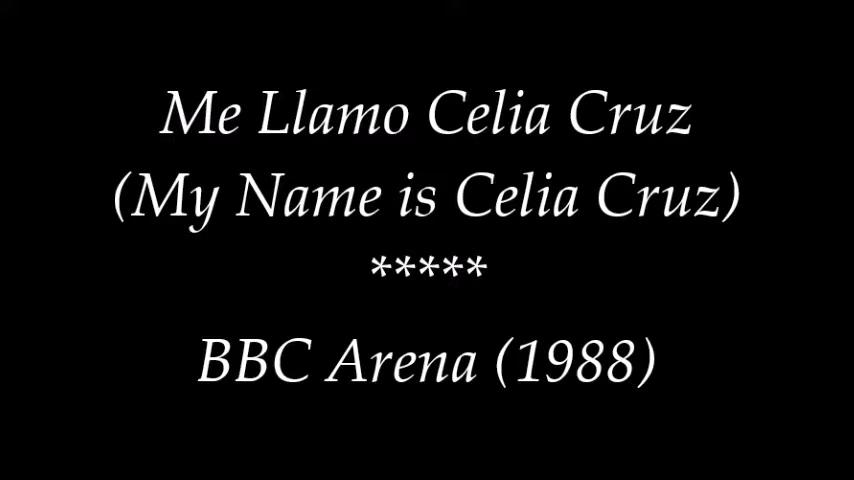 Me Llamo Celia Cruz
(My Name is Celia Cruz)
*****
BBC Arena (1988)